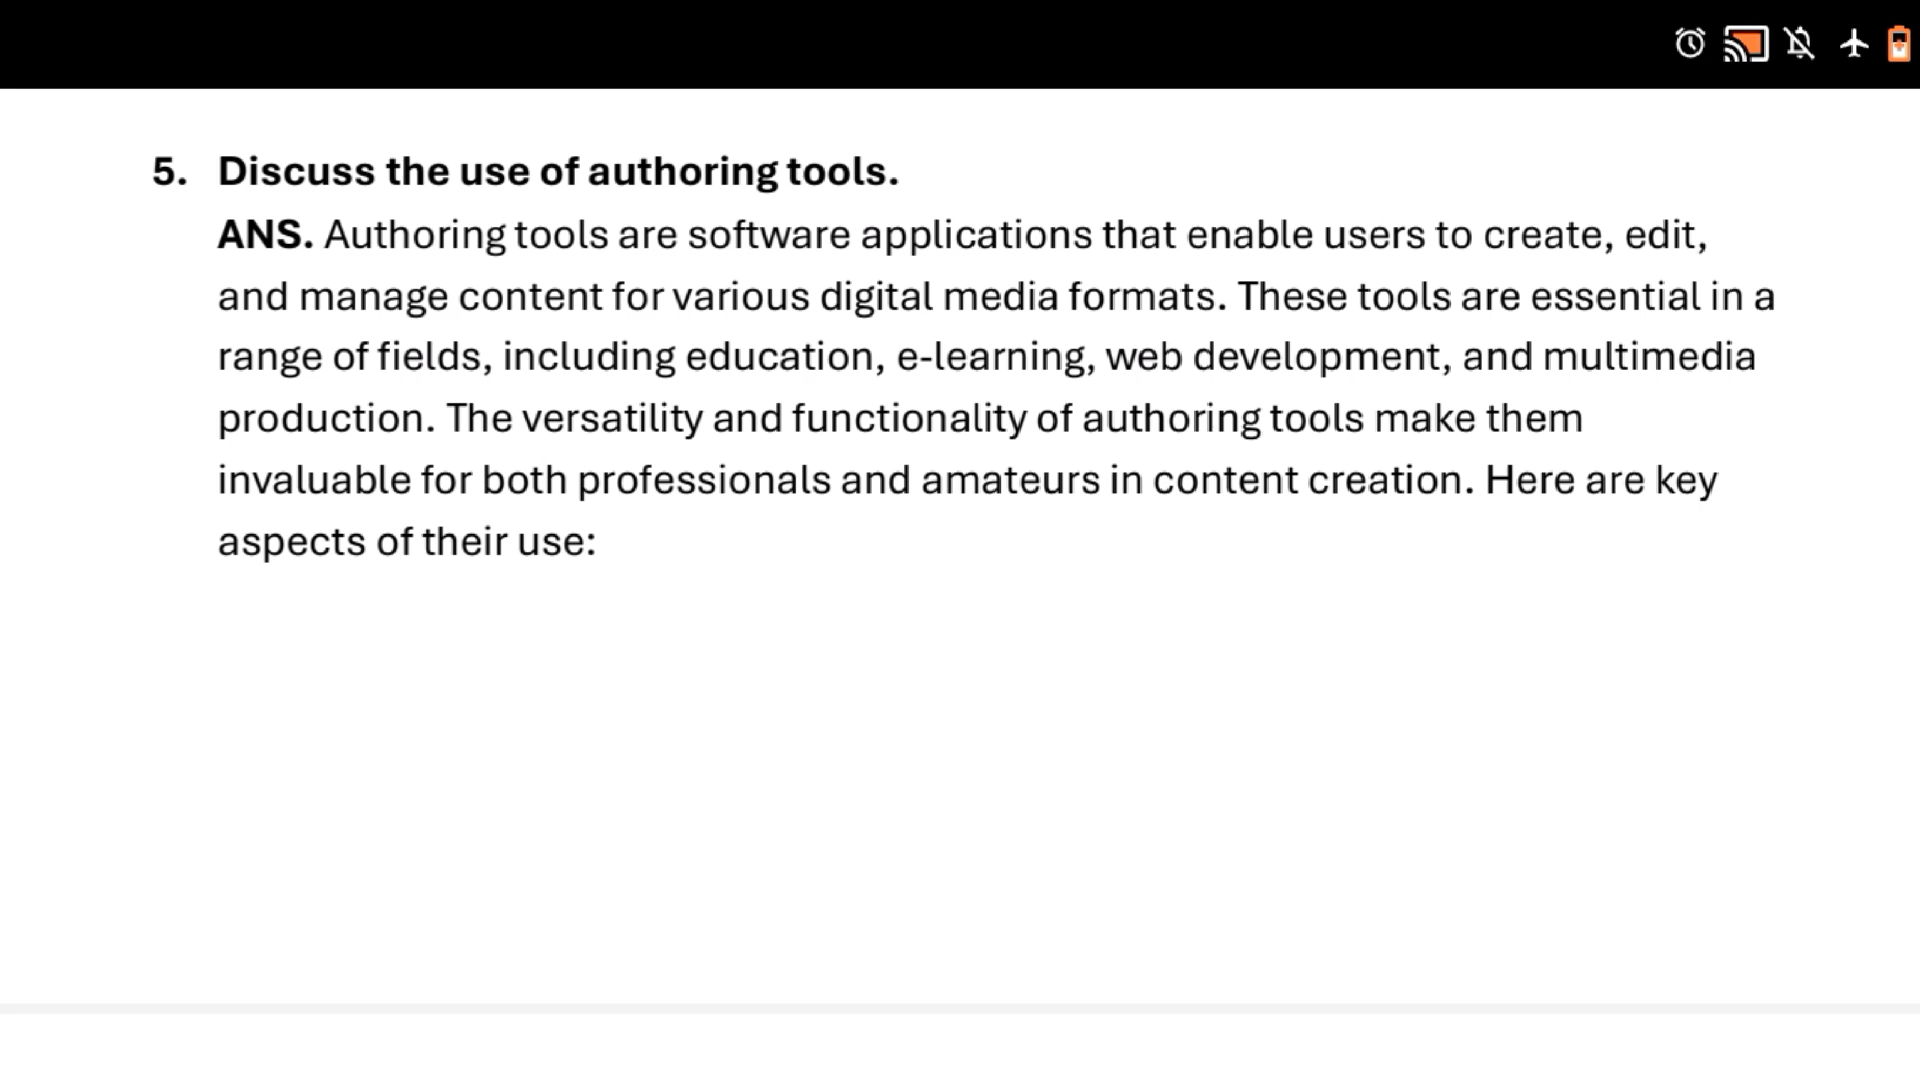 5. Discuss the use of authoring tools.
ANS. Authoring tools are software applications that enable users to create, edit,
and manage content for various digital media formats. These tools are essential in a
range of fields, including education, e-learning, web development, and multimedia
production. The versatility and functionality of authoring tools make them
invaluable for both professionals and amateurs in content creation. Here are key
aspects of their use: